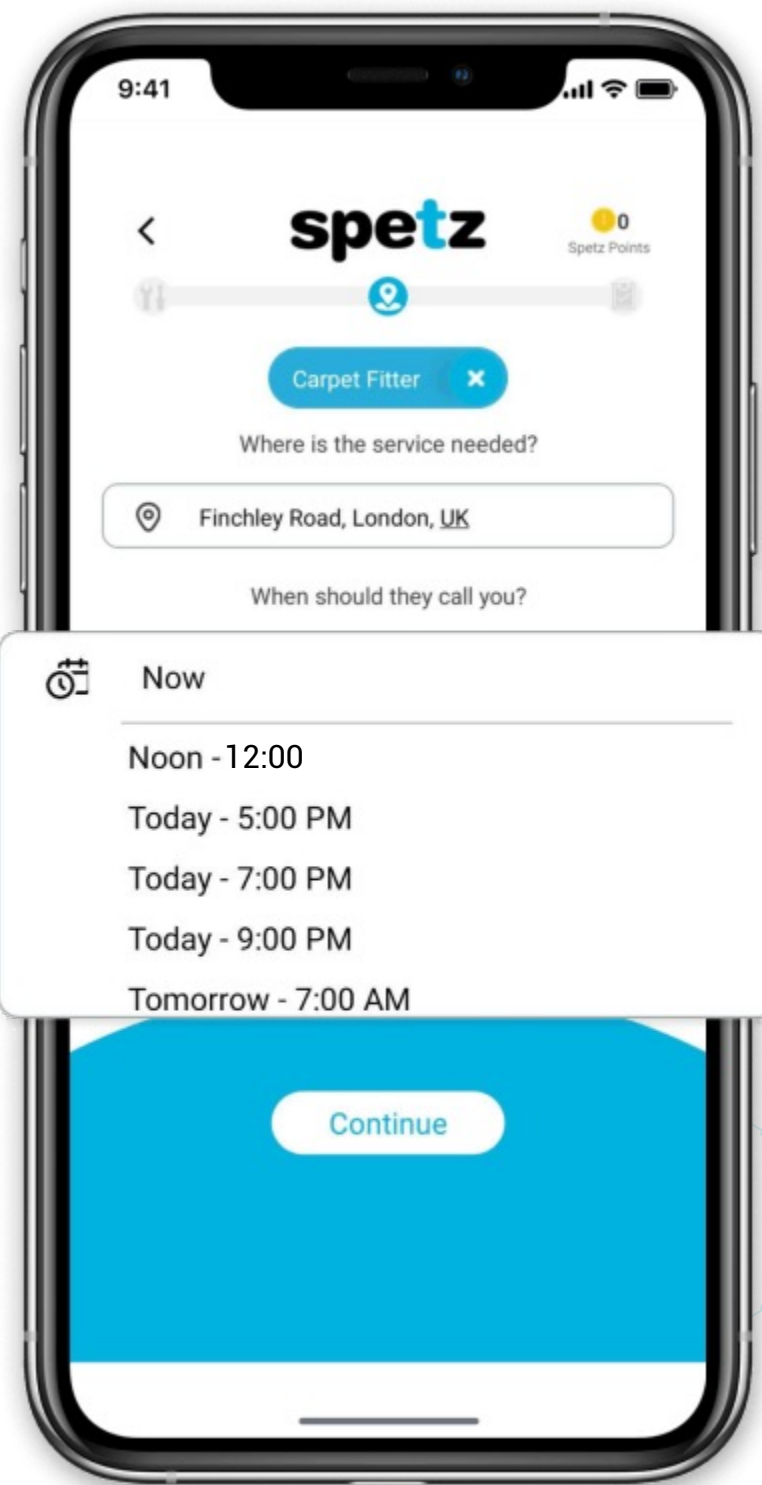 9:41
spetz
0
Spetz Points
Carpet Fitter
Where is the service needed?
Finchley Road, London, UK
When should they call you?
Now
Noon - 12:00
Today - 5:00 PM
Today - 7:00 PM
Today - 9:00 PM
Tomorrow - 7:00 AM
Continue